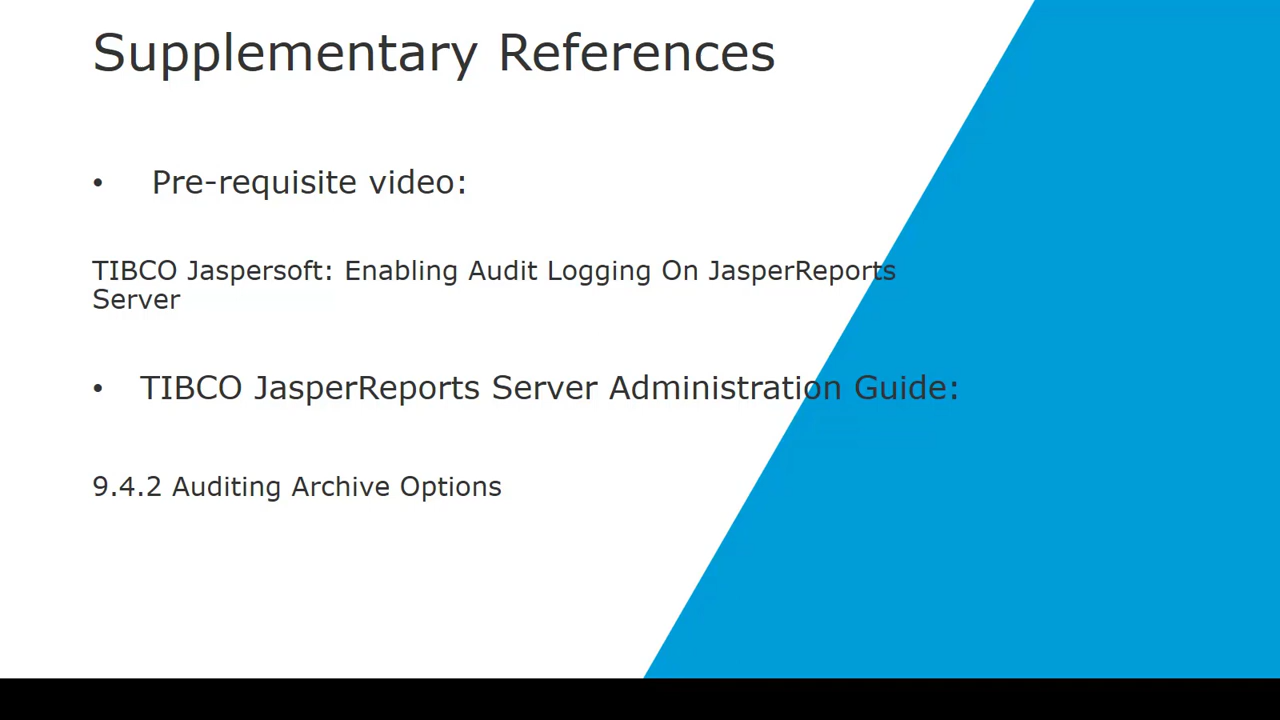 Supplementary References
• Pre-requisite video:
TIBCO Jaspersoft: Enabling Audit Logging On JasperReports
Server
• TIBCO JasperReports Server Administration Guide:
9.4.2 Auditing Archive Options